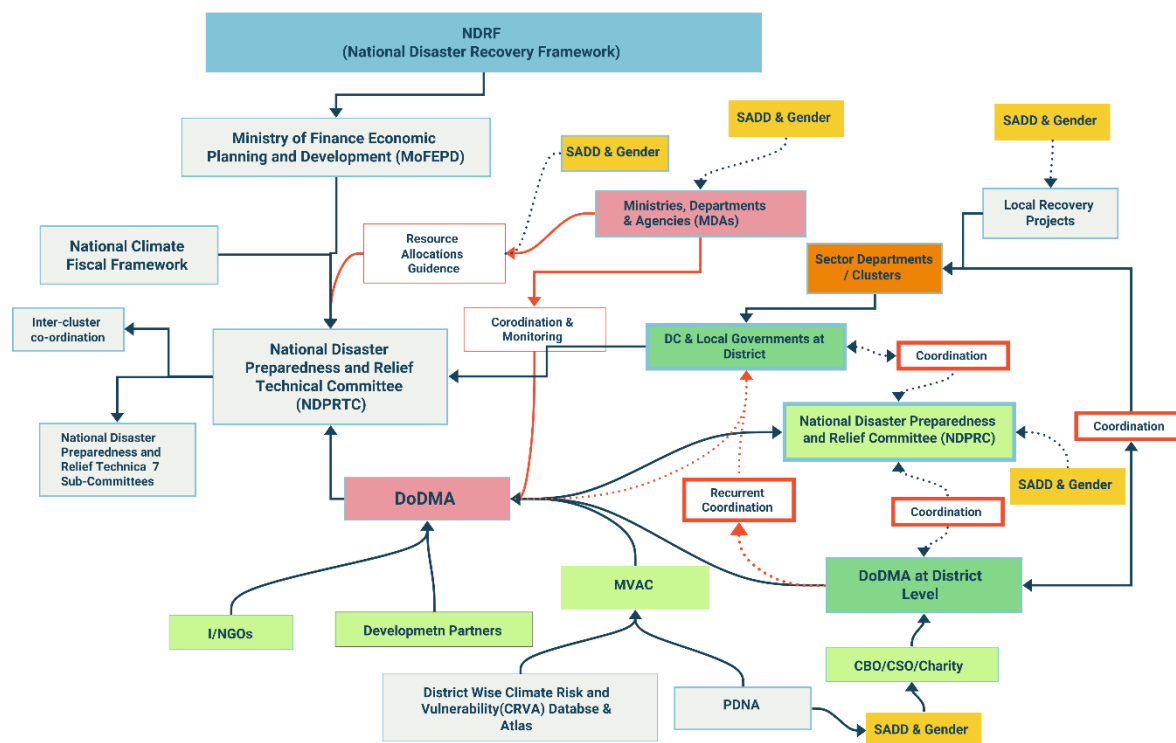 NDRF
(National Disaster Recovery Framework)
Ministry of Finance Economic
Planning and Development (MoFEPD)
SADD & Gender
SADD & Gender
SADD & Gender
Ministries, Departments
& Agencies (MDAs)
Local Recovery
Projects
National Climate
Fiscal Framework
Resource
Allocations
Guidence
Sector Departments
/ Clusters
Inter-cluster
co-ordination
Corodination &
Monitoring
National Disaster
Preparedness and Relief
Technical Committee
(NDPRTC)
DC & Local Governments at
District
Coordination
National Disaster Preparedness
and Relief Committee (NDPRC)
Coordination
National Disaster
Preparedness and
Relief Technica 7
Sub-Committees
DoDMA
Recurrent
Coordination
SADD & Gender
Coordination
DoDMA at District
Level
MVAC
I/NGOs
Developmetn Partners
CBO/CSO/Charity
District Wise Climate Risk and
Vulnerability(CRVA) Databse &
Atlas
PDNA
SADD & Gender